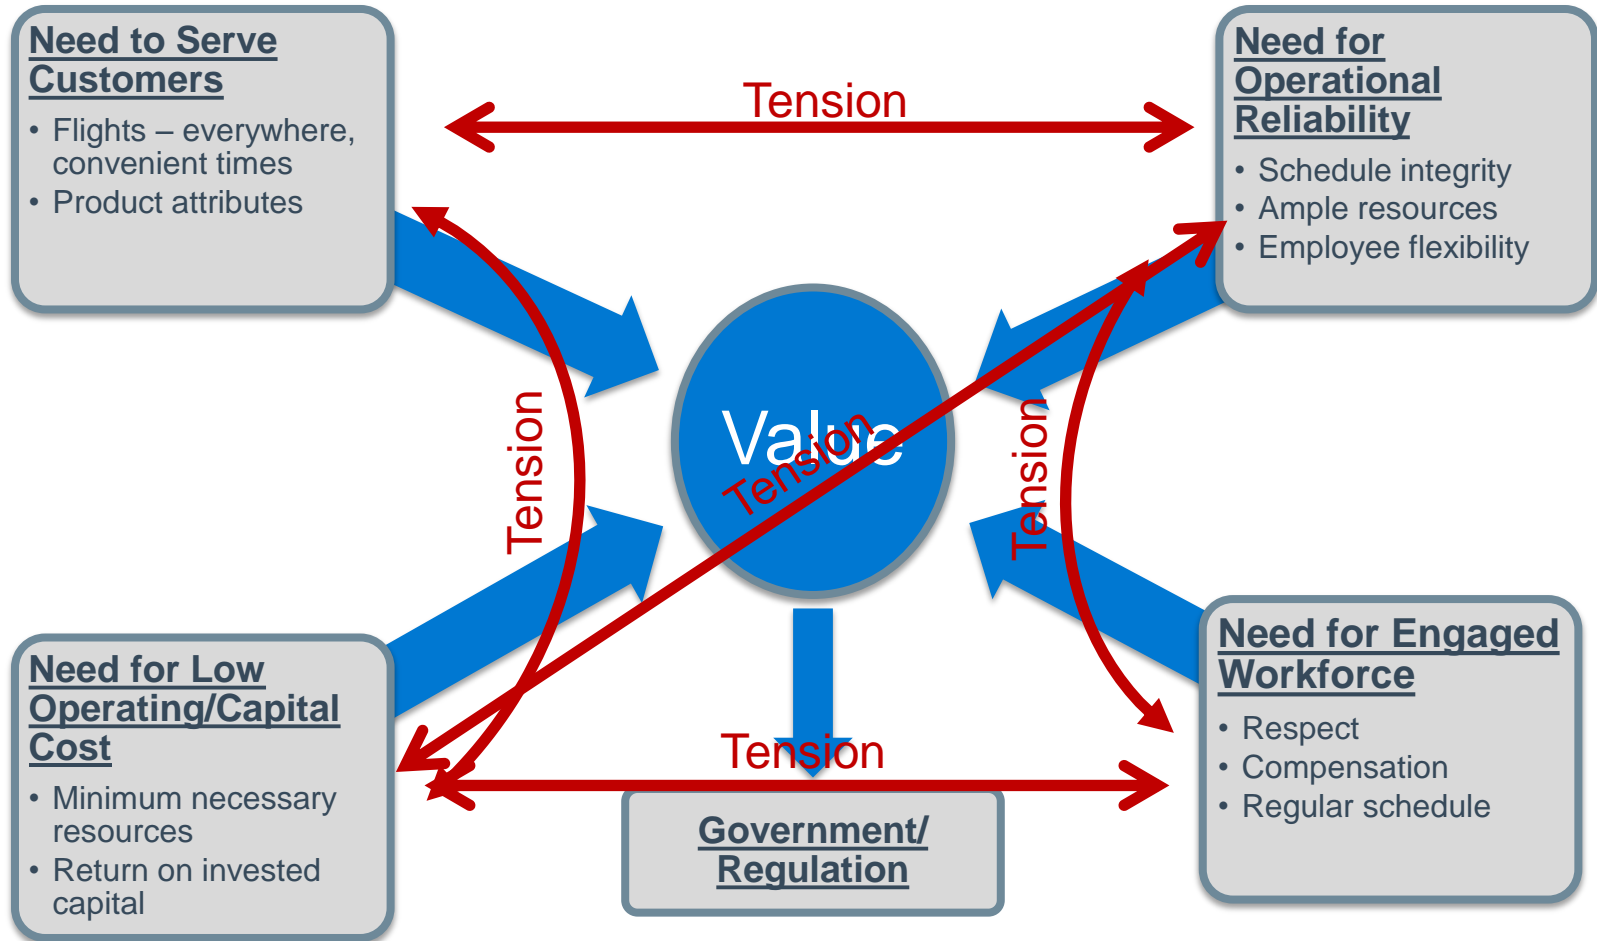 Need to Serve
Customers
• Flights – everywhere,
convenient times
• Product attributes
Tension
Need for
Operational
Reliability
• Schedule integrity
• Ample resources
• Employee flexibility
Value
Tension
Tension
Tension
Need for Low
Operating/Capital
Cost
• Minimum necessary
resources
• Return on invested
capital
Tension
Government/
Regulation
Need for Engaged
Workforce
• Respect
• Compensation
• Regular schedule